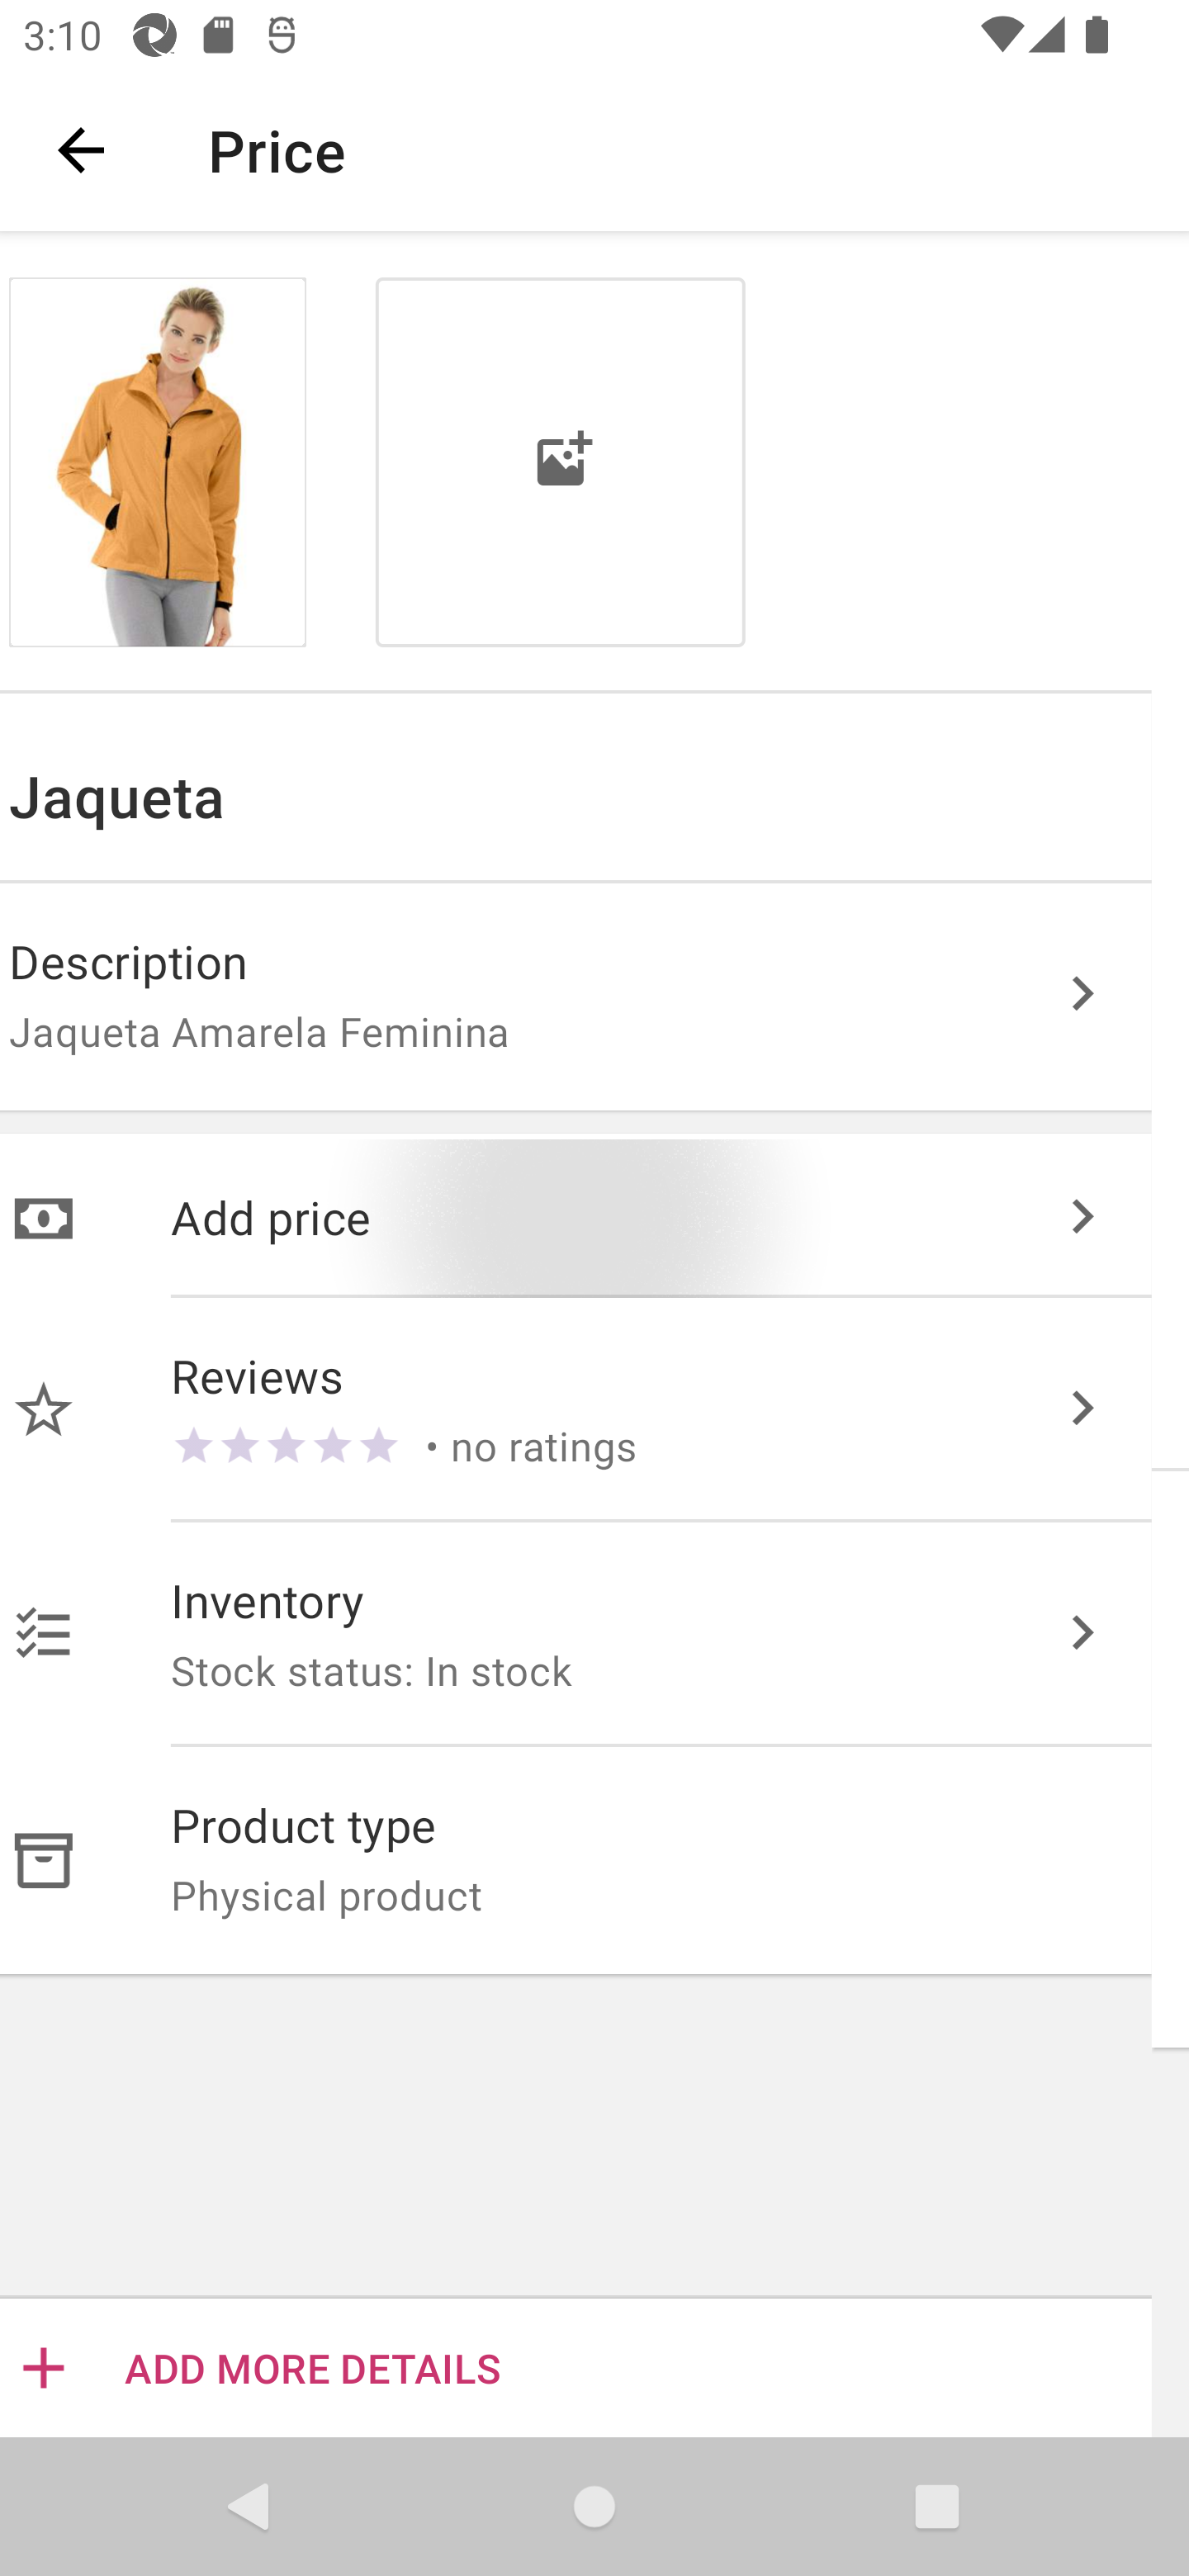 3:10
Price
Jaqueta
Description
Jaqueta Amarela Feminina
Add price
Reviews
• no ratings
Inventory
Stock status: In stock
Product type
Physical product
ADD MORE DETAILS